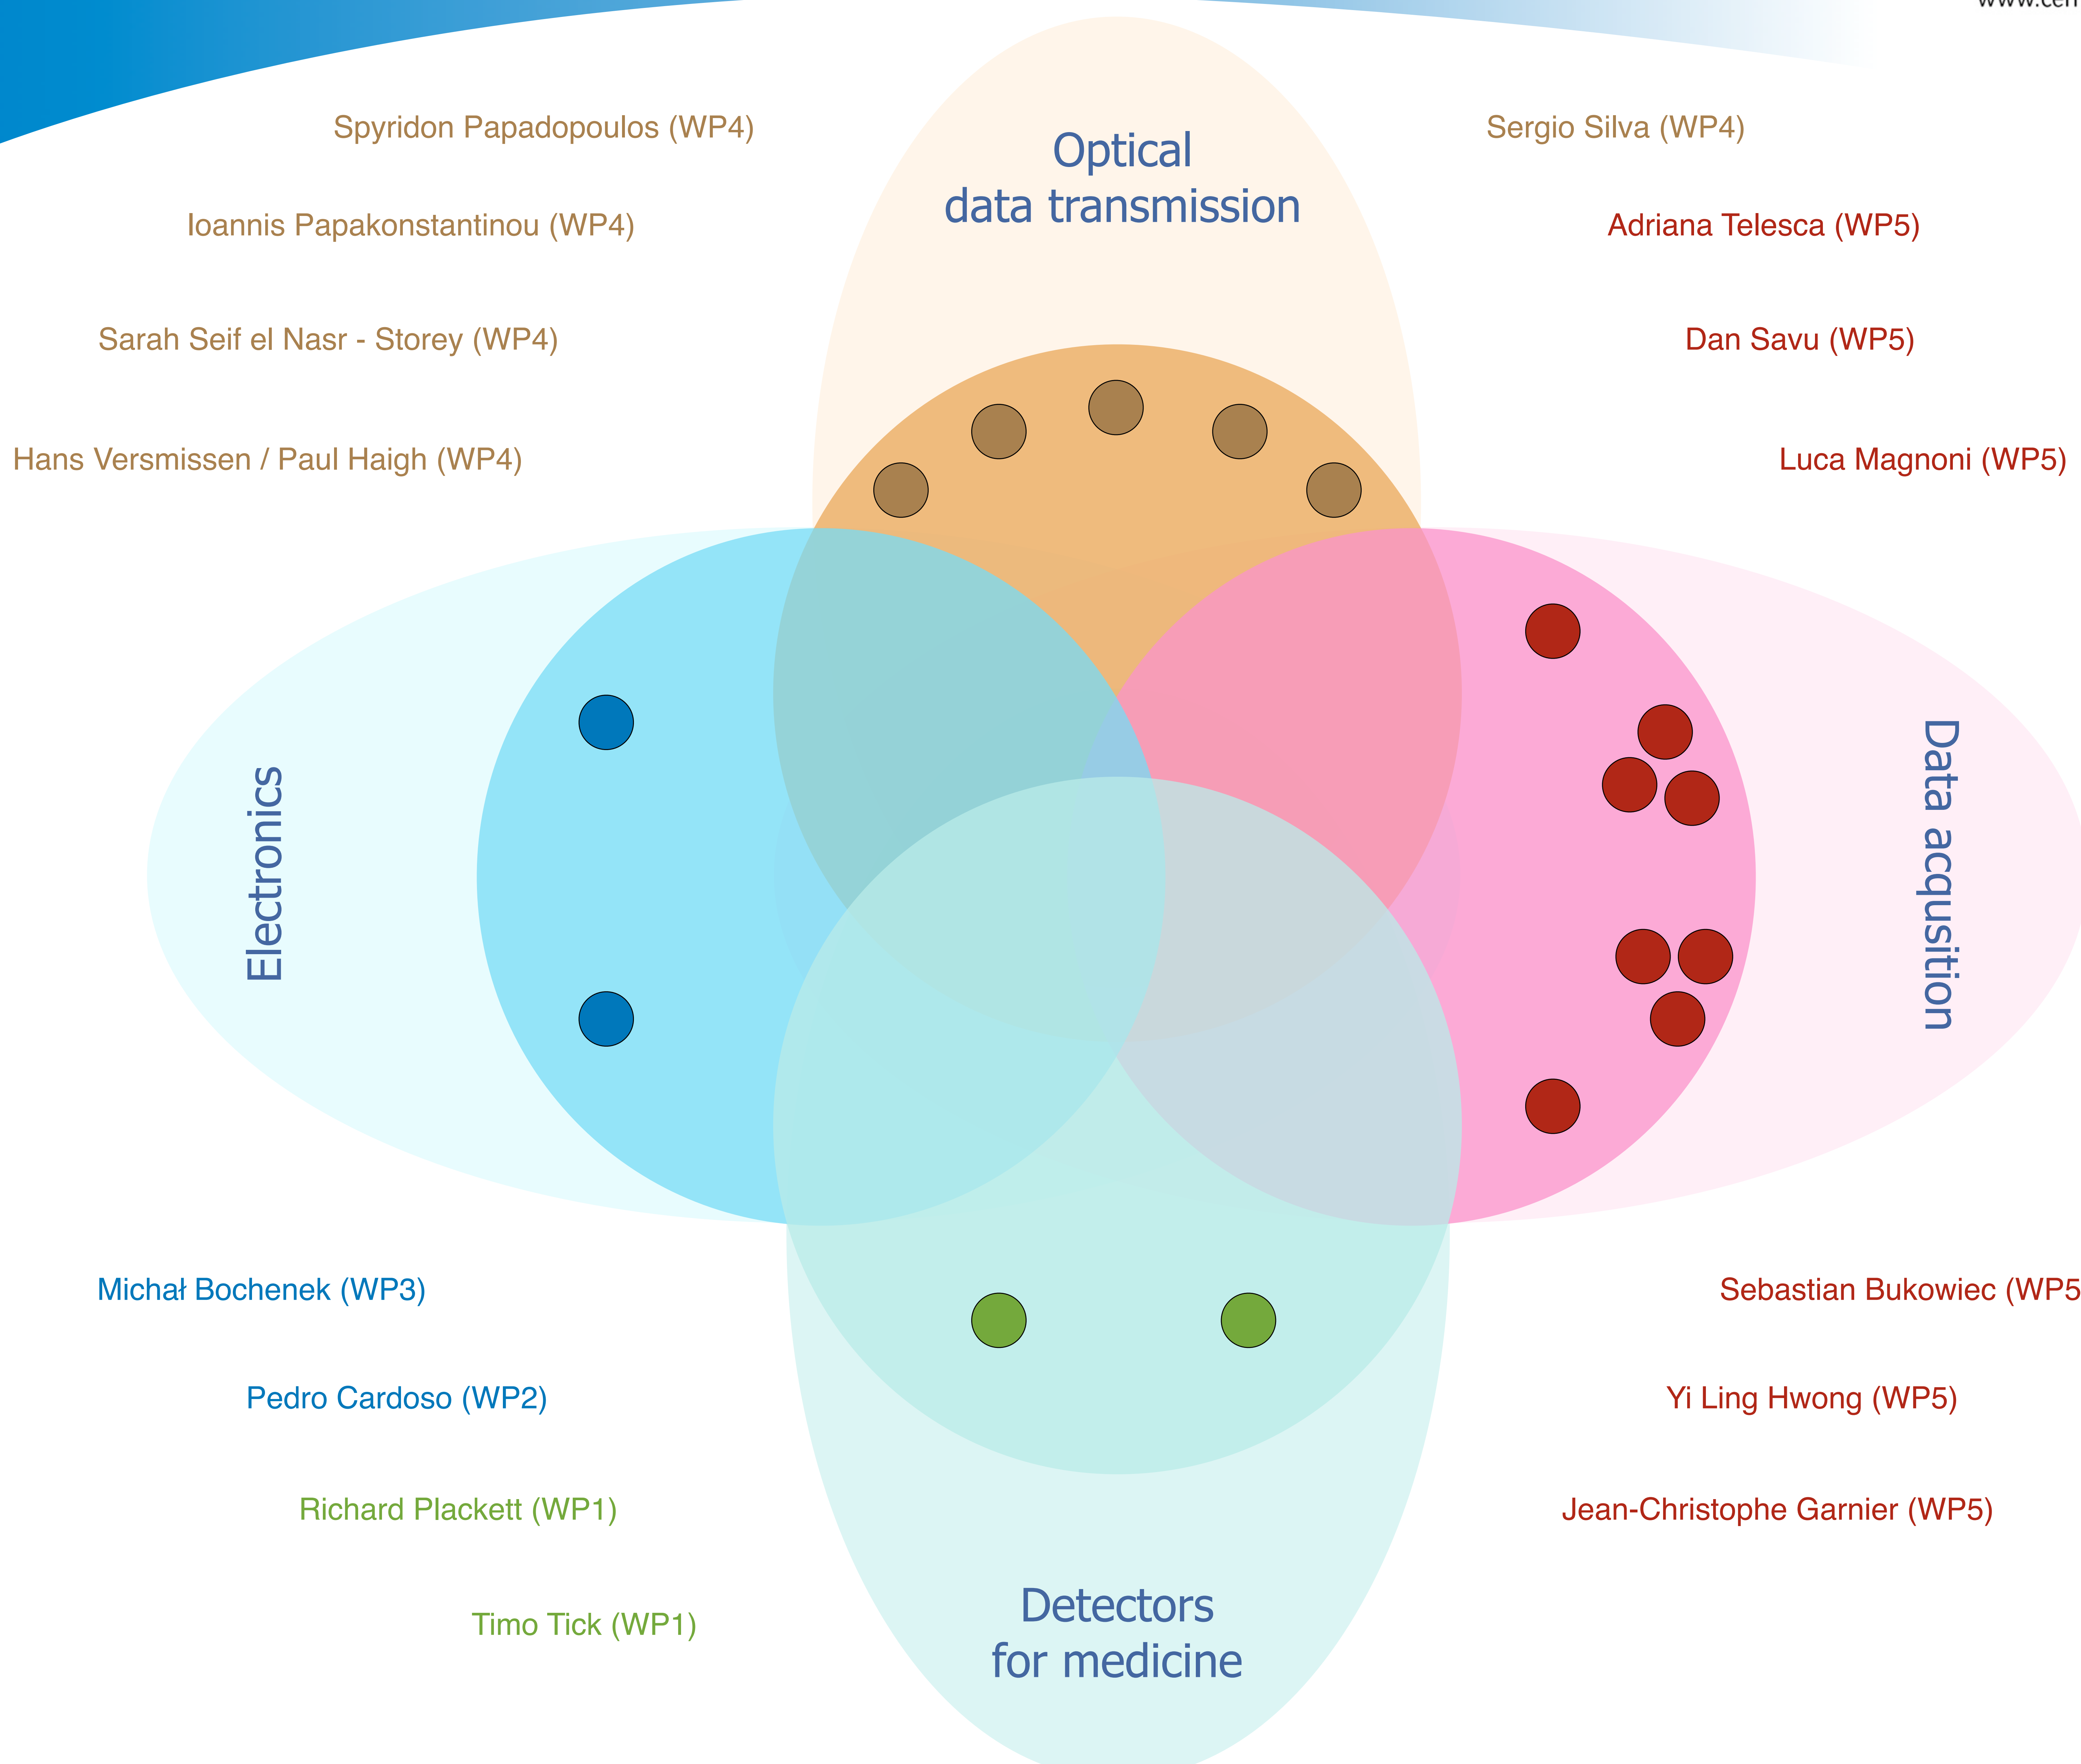 Spyridon Papadopoulos (WP4)
Sergio Silva (WP4)
Optical
data transmission
Ioannis Papakonstantinou (WP4)
Adriana Telesca (WP5)
Sarah Seif el Nasr - Storey (WP4)
Dan Savu (WP5)
Hans Versmissen / Paul Haigh (WP4)
Luca Magnoni (WP5)
Electronics
Data acqusition
Michał Bochenek (WP3)
Sebastian Bukowiec (WP5
Pedro Cardoso (WP2)
Yi Ling Hwong (WP5)
Richard Plackett (WP1)
Jean-Christophe Garnier (WP5)
Timo Tick (WP1)
Detectors
for medicine